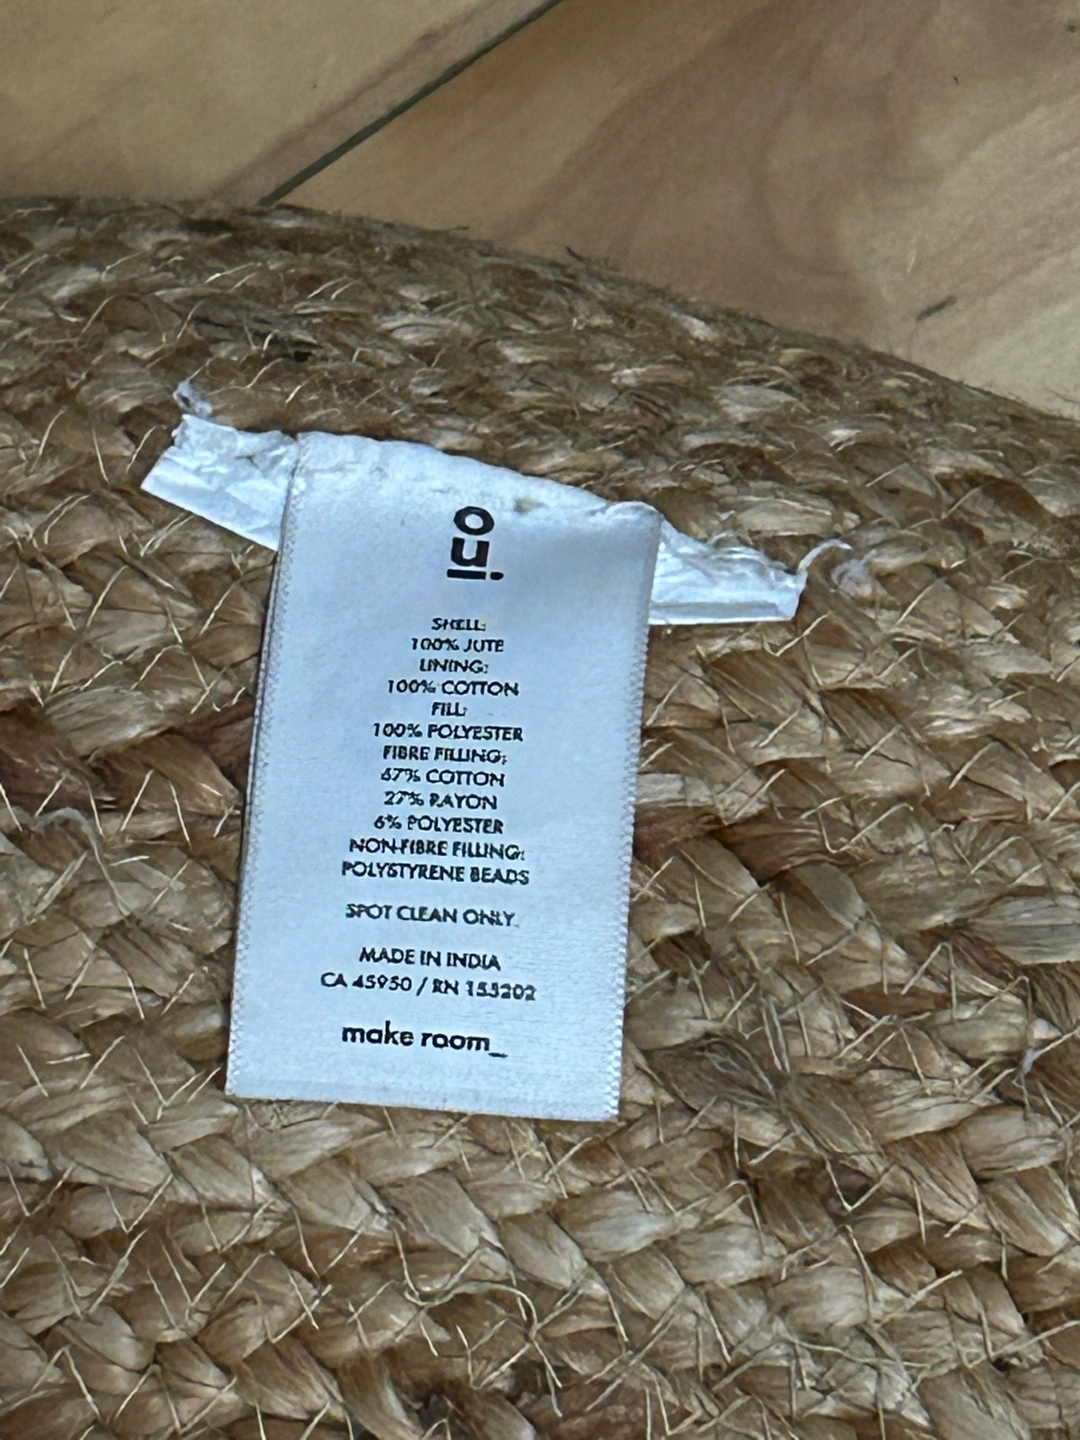 oui
SHELL:
100% JUTE
LINING:
100% COTTON
FILL:
100% POLYESTER
FIBRE FILLING:
67% COTTON
27% RAYON
6% POLYESTER
NON-FIBRE FILLING:
POLYSTYRENE BEADS
SPOT CLEAN ONLY.
MADE IN INDIA
CA 45950 / RN 155202
make room_